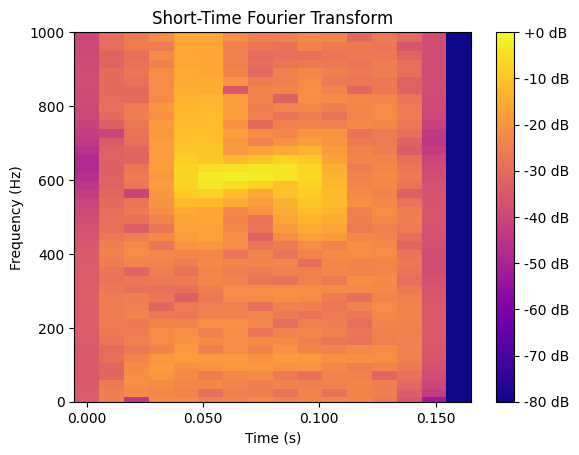 Short-Time Fourier Transform
1000
800
600
400
200
0
Frequency (Hz)
0.000
0.050
0.100
0.150
Time (s)
+0 dB
-10 dB
-20 dB
-30 dB
-40 dB
-50 dB
-60 dB
-70 dB
-80 dB